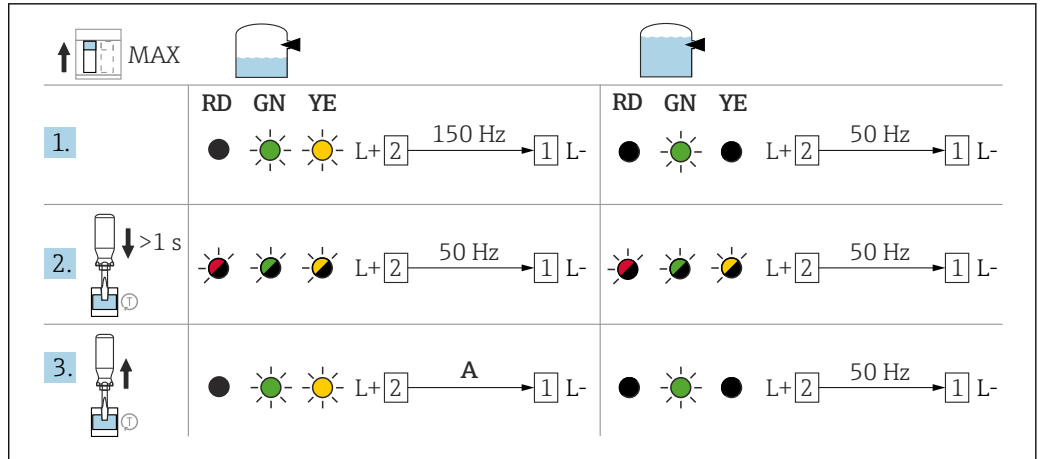 MAX
RD GN YE RD GN YE
1. L+ 2 150 Hz 1 L- L+ 2 50 Hz 1 L-
2. >1 s T L+ 2 50 Hz 1 L- L+ 2 50 Hz 1 L-
3. T L+ 2 A 1 L- L+ 2 50 Hz 1 L-